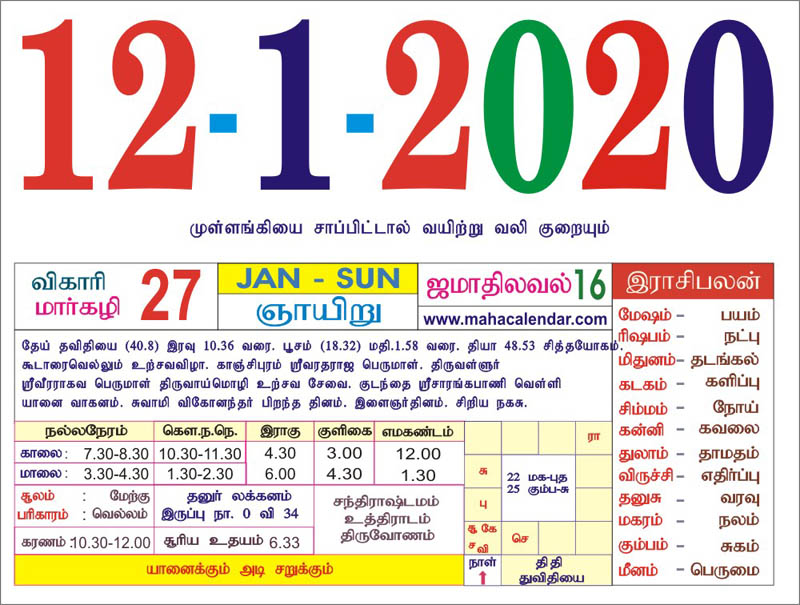 12-1-2020
முள்ளங்கியை சாப்பிட்டால் வயிற்று வலி குறையும்
விகாரி
மார்கழி 27
JAN - SUN
ஞாயிறு
ஜமாதிலவல் 16
www.mahacalendar.com
தேய் தவிதியை (40.8) இரவு 10.36 வரை. பூசம் (18.32) மதி.1.58 வரை. தியா 48.53 சித்தயோகம்.
கூடாரைவெல்லும் உற்சவவிழா. காஞ்சிபுரம் ஸ்ரீவரதராஜ பெருமாள். திருவள்ளுர்
ஸ்ரீவீரராகவ பெருமாள் திருவாய்மொழி உற்சவ சேவை. குடந்தை ஸ்ரீசாரங்கபாணி வெள்ளி
யானை வாகனம். சுவாமி விகோனந்தர் பிறந்த தினம். இளைஞர்தினம். சிறிய நகசு.
நல்லநேரம் கௌ.ந.நெ. இராகு குளிகை எமகண்டம்
காலை: 7.30-8.30 10.30-11.30 4.30 3.00 12.00
மாலை: 3.30-4.30 1.30-2.30 6.00 4.30 1.30
சூலம் : மேற்கு
பரிகாரம் : வெல்லம்
தனுர் லக்கனம்
இருப்பு நா. 0 வி 34
கரணம்:10.30-12.00
சூரிய உதயம் 6.33
சந்திராஷ்டமம்
உத்திராடம்
திருவோணம்
ரா
சு
பு
சூ கே
ச வி
செ
22 மக-புத
25 கும்ப-சு
யானைக்கும் அடி சறுக்கும்
நாள்
திதி
துவிதியை
இராசிபலன்
மேஷம் - பயம்
ரிஷபம் - நட்பு
மிதுனம் - தடங்கல்
கடகம் - களிப்பு
சிம்மம் - நோய்
கன்னி - கவலை
துலாம் - தாமதம்
விருச்சி - எதிர்ப்பு
தனுசு - வரவு
மகரம் - நலம்
கும்பம் - சுகம்
மீனம் - பெருமை